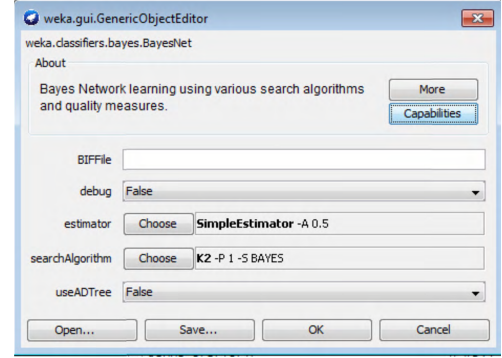 weka.gui.GenericObjectEditor
weka.classifiers.bayes.BayesNet
About
Bayes Network learning using various search algorithms
and quality measures.
More
Capabilities
BIFFile
debug False
estimator Choose SimpleEstimator -A 0.5
searchAlgorithm Choose K2 -P 1 -S BAYES
useADTree False
Open... Save... OK Cancel